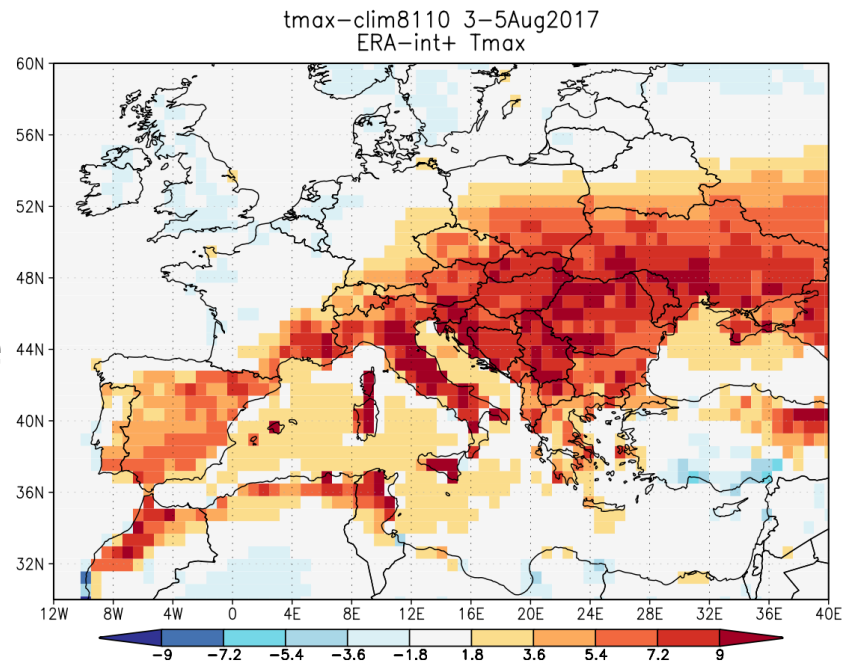 tmax-clim8110 3-5Aug2017
ERA-int+ Tmax
60N
56N
52N
48N
44N
40N
36N
32N
12W 8W 4W 0 4E 8E 12E 16E 20E 24E 28E 32E 36E 40E
-9 -7.2 -5.4 -3.6 -1.8 1.8 3.6 5.4 7.2 9